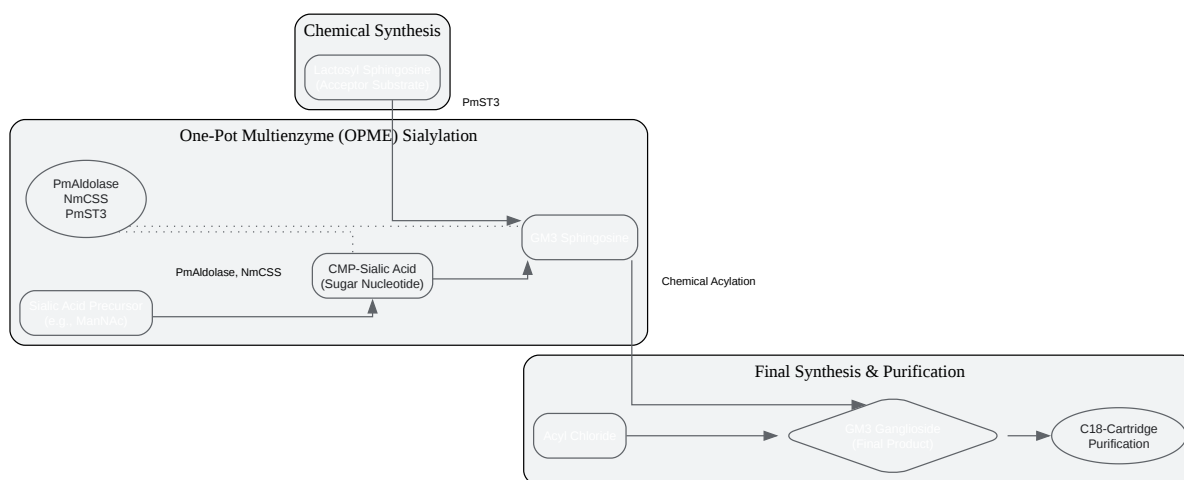 Chemical Synthesis
Lactosyl Sphingosine
(Acceptor Substrate)
PmST3
One-Pot Multienzyme (OPME) Sialylation
PmAldolase
NmCSS
PmST3
GM3 Sphingosine
PmAldolase, NmCSS
CMP-Sialic Acid
(Sugar Nucleotide)
Chemical Acylation
Sialic Acid Precursor
(e.g., ManNAc)
Final Synthesis & Purification
Acyl Chloride
GM3 Ganglioside
(Final Product)
C18-Cartridge
Purification